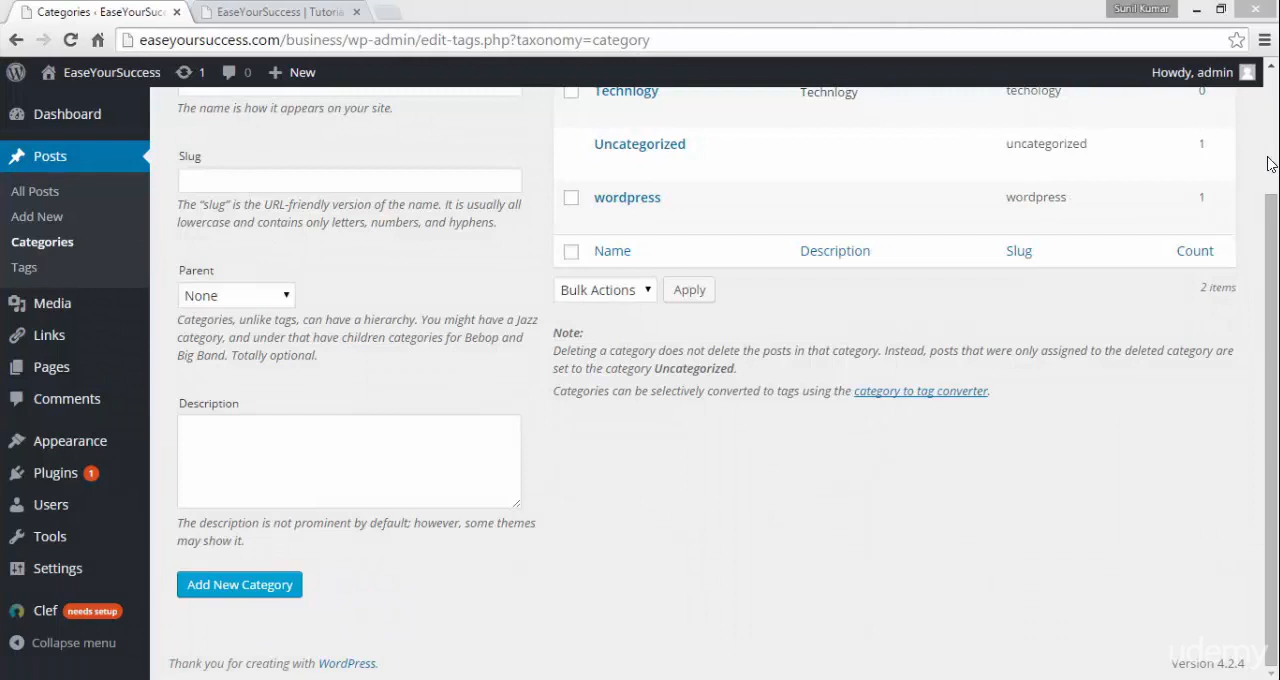 Categories ‹ EaseYourSucc
EaseYourSuccess | Tutoria
Sunil Kumar
easeyoursuccess.com/business/wp-admin/edit-tags.php?taxonomy=category
EaseYourSuccess
1
0
New
Howdy, admin
Dashboard
Posts
All Posts
Add New
Categories
Tags
Media
Links
Pages
Comments
Appearance
Plugins 1
Users
Tools
Settings
Clef needs setup
Collapse menu
The name is how it appears on your site.
Slug
The “slug” is the URL-friendly version of the name. It is usually all
lowercase and contains only letters, numbers, and hyphens.
Parent
None
Categories, unlike tags, can have a hierarchy. You might have a Jazz
category, and under that have children categories for Bebop and
Big Band. Totally optional.
Description
The description is not prominent by default; however, some themes
may show it.
Add New Category
Technlogy Technlogy techology 0
Uncategorized uncategorized 1
wordpress wordpress 1
Name Description Slug Count
Bulk Actions Apply 2 items
Note:
Deleting a category does not delete the posts in that category. Instead, posts that were only assigned to the deleted category are
set to the category Uncategorized.
Categories can be selectively converted to tags using the category to tag converter.
Thank you for creating with WordPress.
Version 4.2.4
udemy